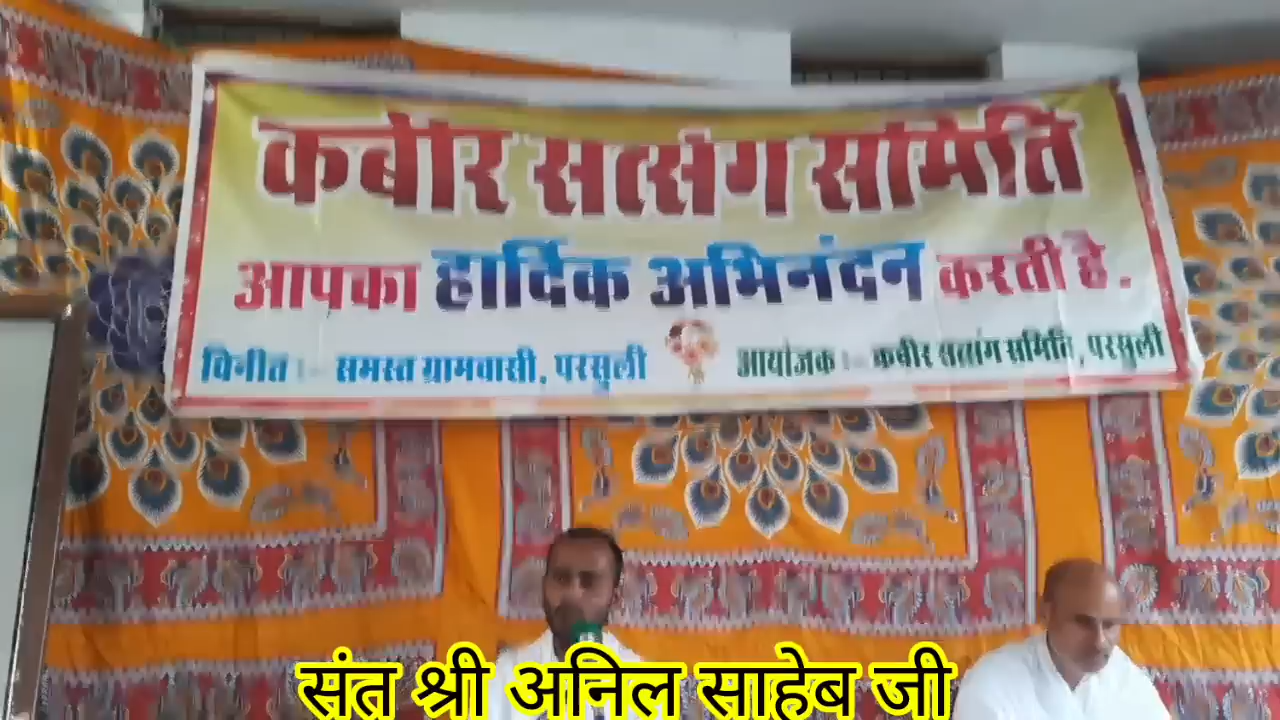 कबीर सत्संग समिति
आपका हार्दिक अभिनंदन करती है.
विनीत :- समस्त ग्रामवासी, परसुली
आयोजक :- कबीर सत्संग समिति, परसुली
संत श्री अनिल साहेब जी